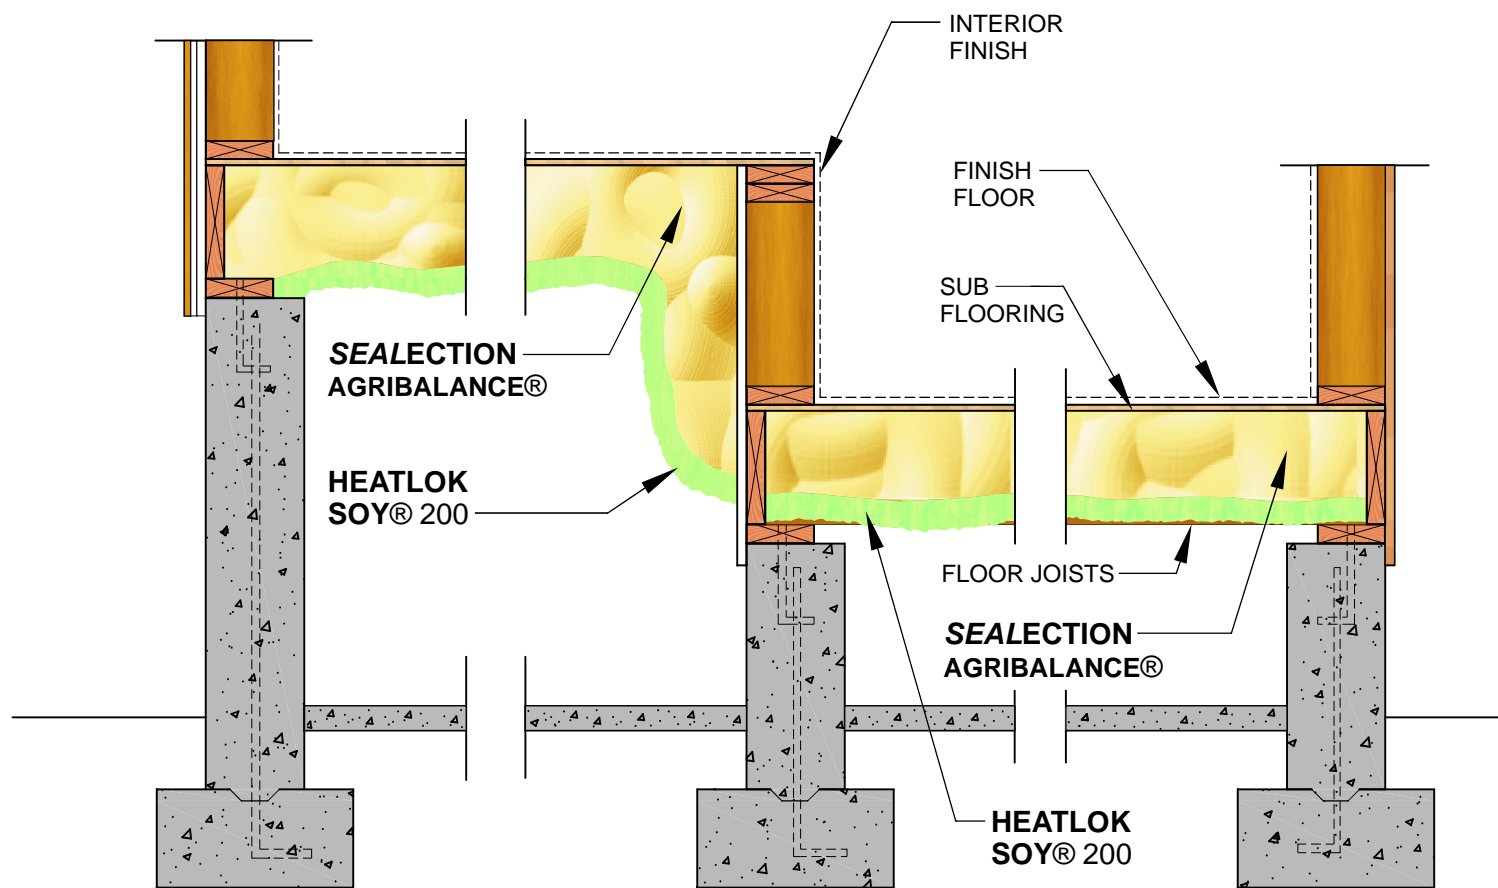 INTERIOR
FINISH
FINISH
FLOOR
SUB
FLOORING
SEALECTION
AGRIBALANCE®
HEATLOK
SOY® 200
FLOOR JOISTS
SEALECTION
AGRIBALANCE®
HEATLOK
SOY® 200